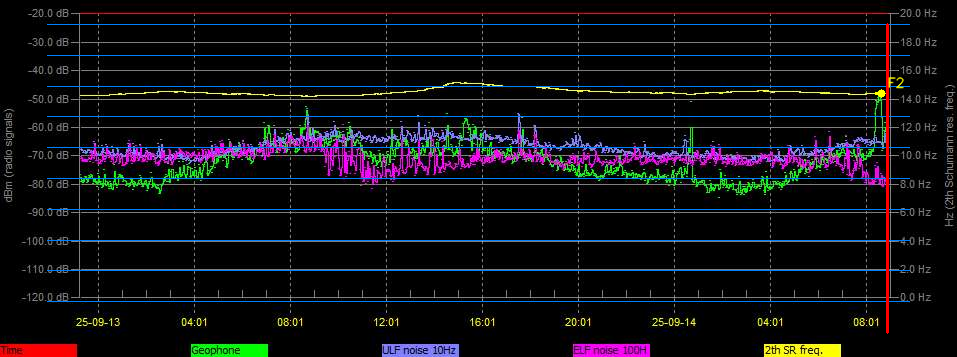 -20.0 dB 20.0 Hz
-30.0 dB 18.0 Hz
-40.0 dB 16.0 Hz
F2
-50.0 dB 14.0 Hz
-60.0 dB 12.0 Hz
-70.0 dB 10.0 Hz
-80.0 dB 8.0 Hz
-90.0 dB 6.0 Hz
-100.0 dB 4.0 Hz
-110.0 dB 2.0 Hz
-120.0 dB 0.0 Hz
dBm (radio signals)
Hz (2th Schumann res. freq.)
25-09-13 04:01 08:01 12:01 16:01 20:01 25-09-14 04:01 08:01
Time Geophone ULF noise 10Hz ELF noise 100H 2th SR freq.